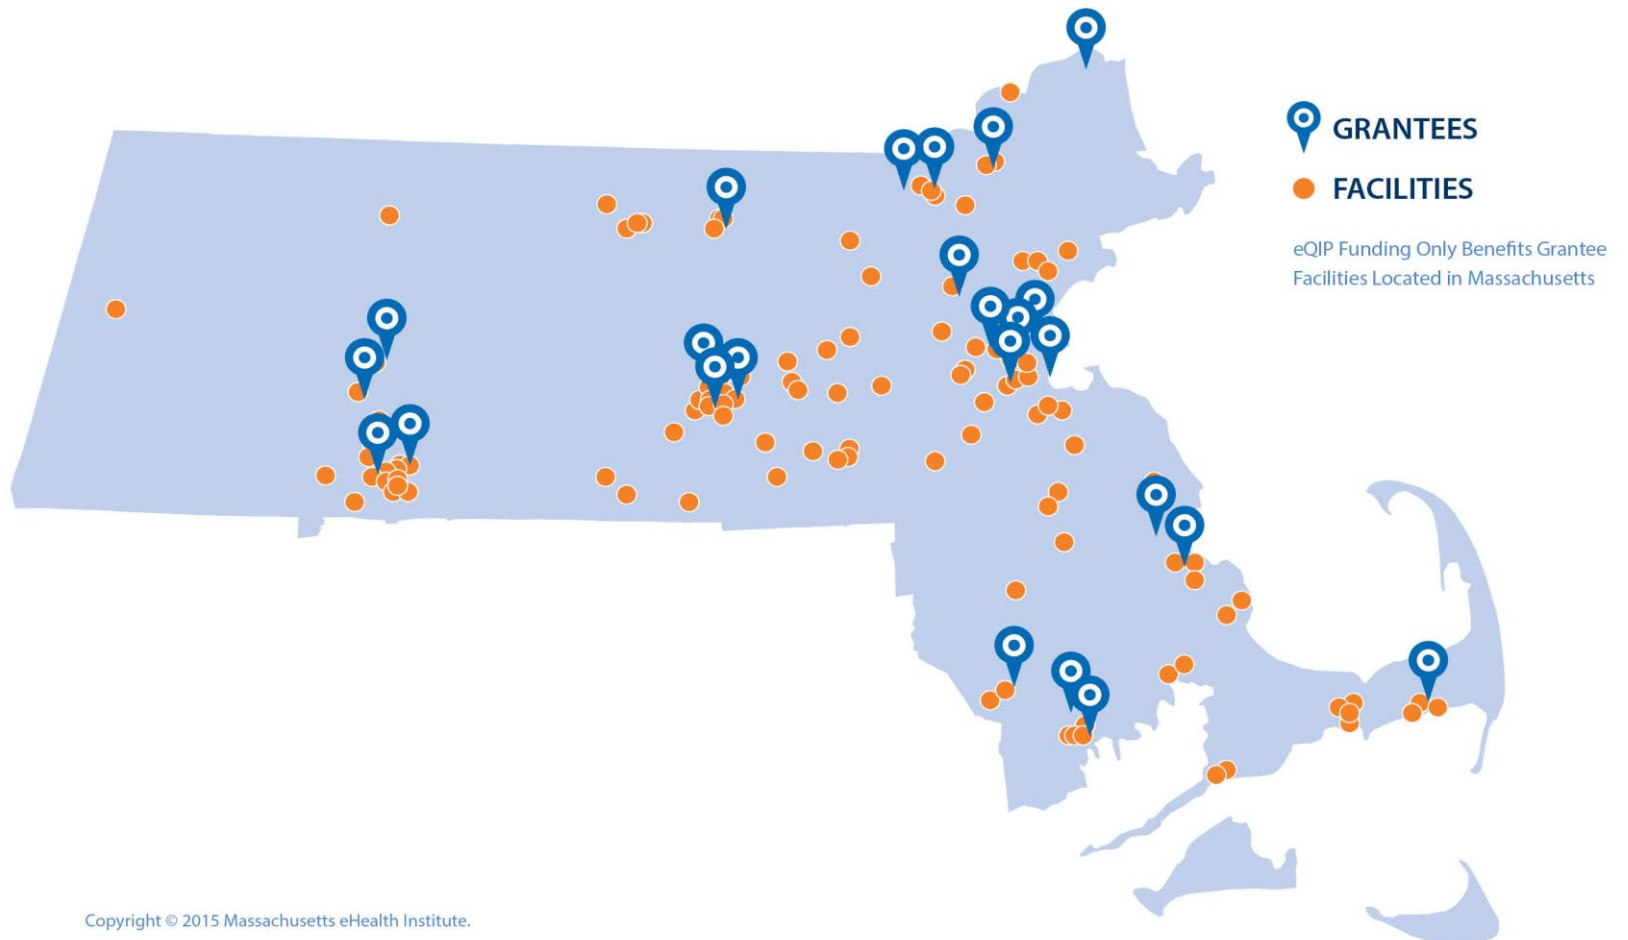 GRANTEES
FACILITIES
eQIP Funding Only Benefits Grantee
Facilities Located in Massachusetts
Copyright © 2015 Massachusetts eHealth Institute.